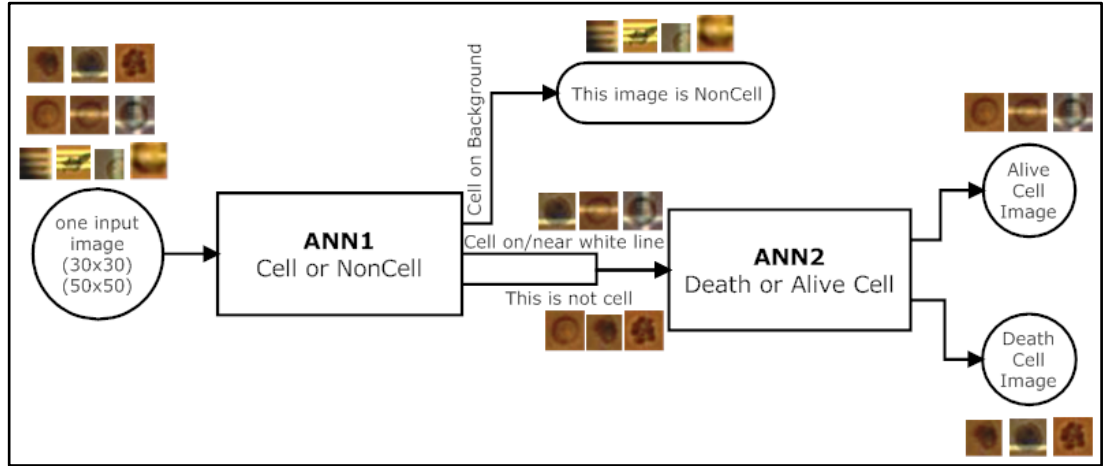 one input
image
(30x30)
(50x50)
ANN1
Cell or NonCell
Cell on Background
This image is NonCell
Cell on/near white line
This is not cell
ANN2
Death or Alive Cell
Alive
Cell
Image
Death
Cell
Image